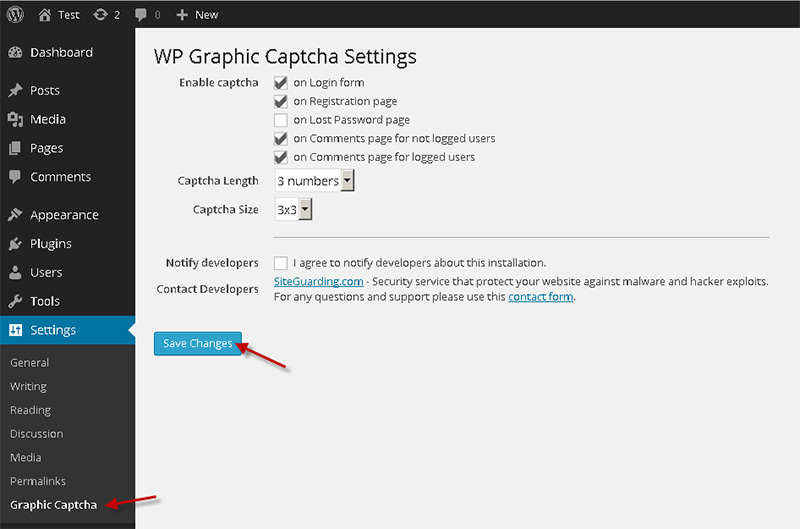 Test 2 0 New
Dashboard
Posts
Media
Pages
Comments
Appearance
Plugins
Users
Tools
Settings
General
Writing
Reading
Discussion
Media
Permalinks
Graphic Captcha
WP Graphic Captcha Settings
Enable captcha on Login form
on Registration page
on Lost Password page
on Comments page for not logged users
on Comments page for logged users
Captcha Length 3 numbers
Captcha Size 3x3
Notify developers I agree to notify developers about this installation.
Contact Developers SiteGuarding.com - Security service that protect your website against malware and hacker exploits.
For any questions and support please use this contact form.
Save Changes